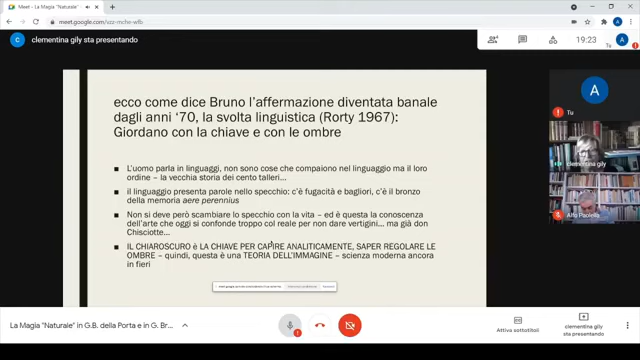 Meet - La Magia "Naturale"
meet.google.com/vzz-nchw-wfb
clementina gily sta presentando
19:23
Tu
ecco come dice Bruno l'affermazione diventata banale
dagli anni '70, la svolta linguistica (Rorty 1967):
Giordano con la chiave e con le ombre
L'uomo parla in linguaggi, non sono cose che compaiono nel linguaggio ma il loro
ordine – la vecchia storia dei cento talleri…
il linguaggio presenta parole nello specchio: c'è fugacità e bagliori, c'è il bronzo
della memoria aere perennius
Non si deve però scambiare lo specchio con la vita – ed è questa la conoscenza
dell'arte che oggi si confonde troppo col reale per non dare vertigini… ma già don
Chisciotte…
IL CHIAROSCURO è LA CHIAVE PER CAPIRE ANALITICAMENTE, SAPER REGOLARE LE
OMBRE – quindi, questa è una TEORIA DELL'IMMAGINE – scienza moderna ancora
in fieri
A
Tu
clementina gily
Alfo Paolella
La Magia "Naturale" in G.B. della Porta e in G. Br...
Attiva sottotitoli
clementina gily
sta presentando